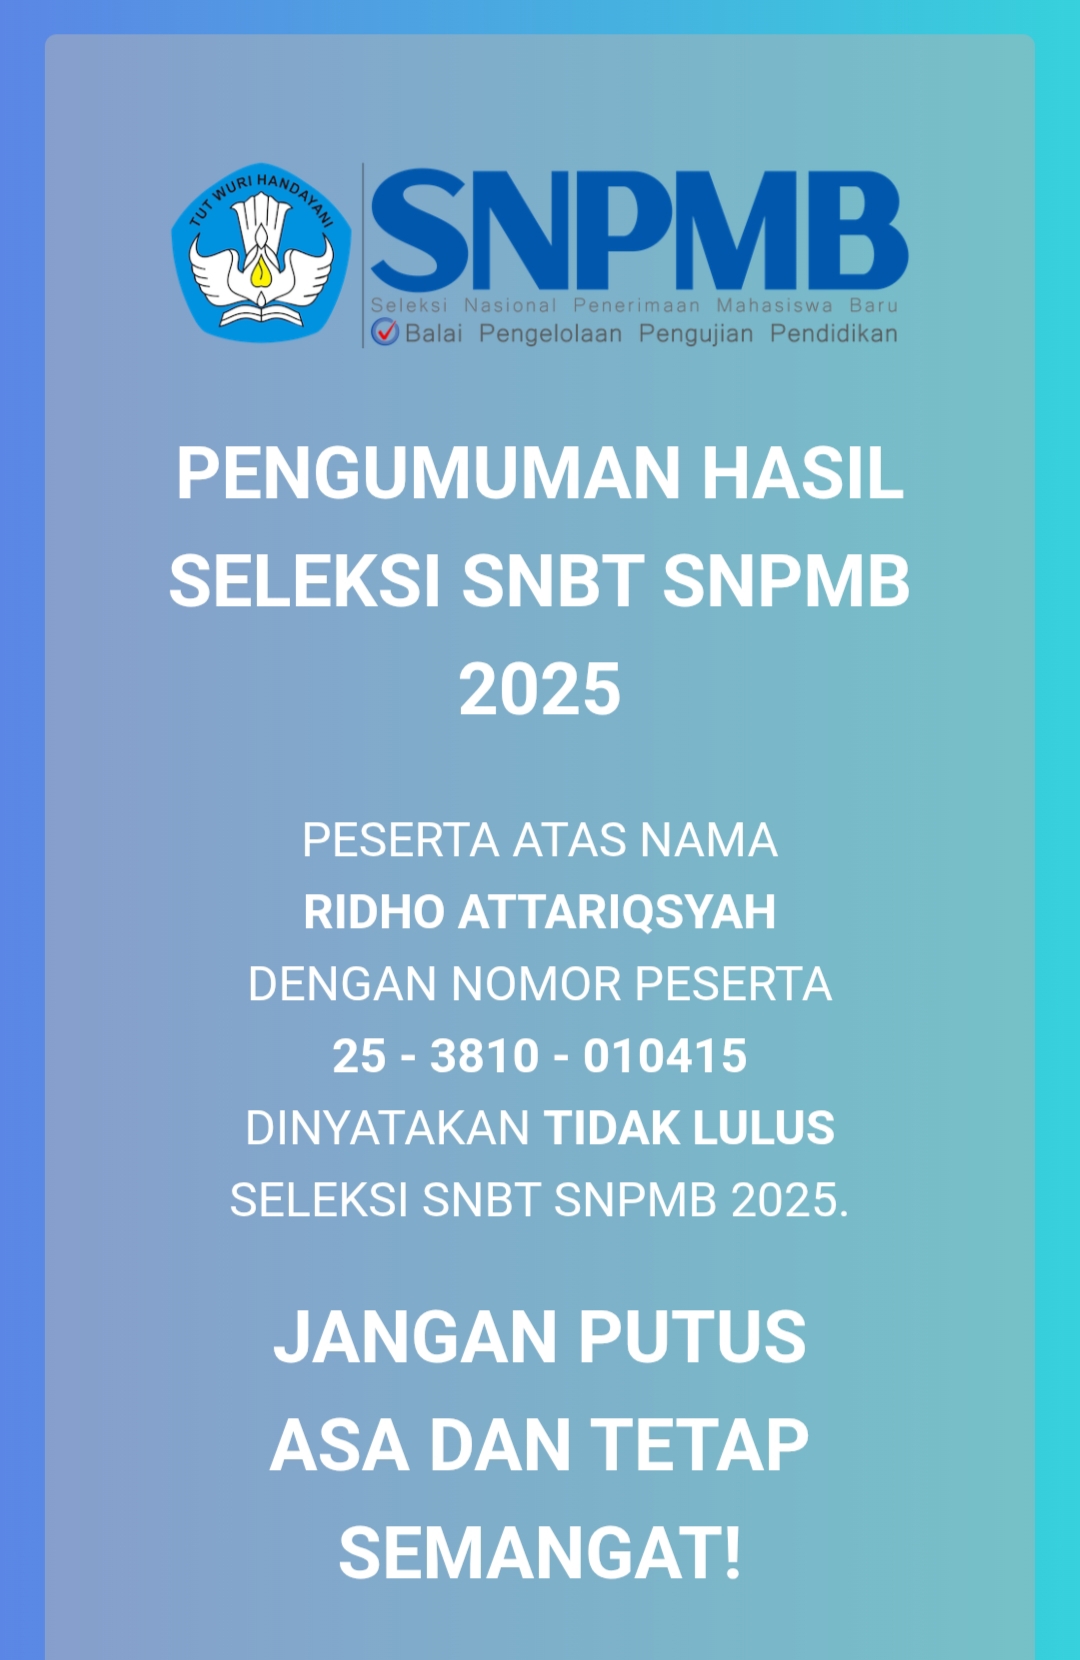 TUT WURI HANDAYANI
SNPMB
Seleksi Nasional Penerimaan Mahasiswa Baru
Balai Pengelolaan Pengujian Pendidikan
PENGUMUMAN HASIL
SELEKSI SNBT SNPMB
2025
PESERTA ATAS NAMA
RIDHO ATTARIQSYAH
DENGAN NOMOR PESERTA
25 - 3810 - 010415
DINYATAKAN TIDAK LULUS
SELEKSI SNBT SNPMB 2025.
JANGAN PUTUS
ASA DAN TETAP
SEMANGAT!